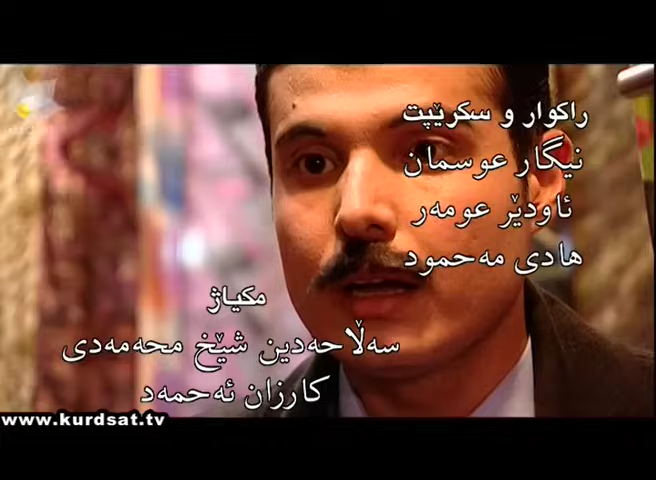 راکوار و سکرێپت
نیگار عوسمان
ئاودێر عومەر
هادی مەحمود
مکیاژ
سەڵاحەدین شێخ محەمەدی
کارزان ئەحمەد
www.kurdsat.tv